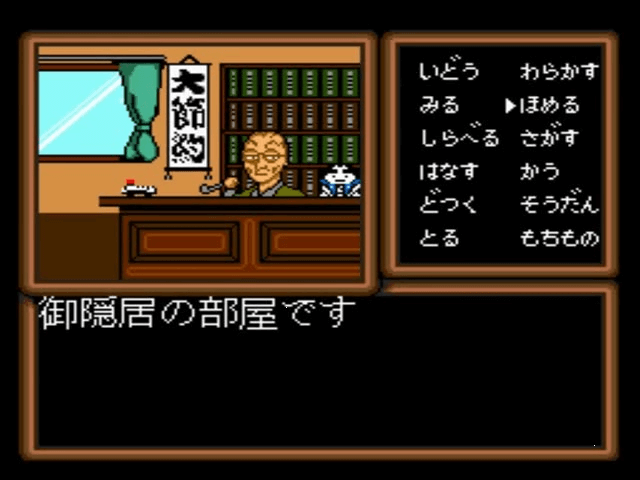 大節約
いどう
わらかす
みる
▶ほめる
しらべる
さがす
はなす
かう
どつく
そうだん
とる
もちもの
御隠居の部屋です